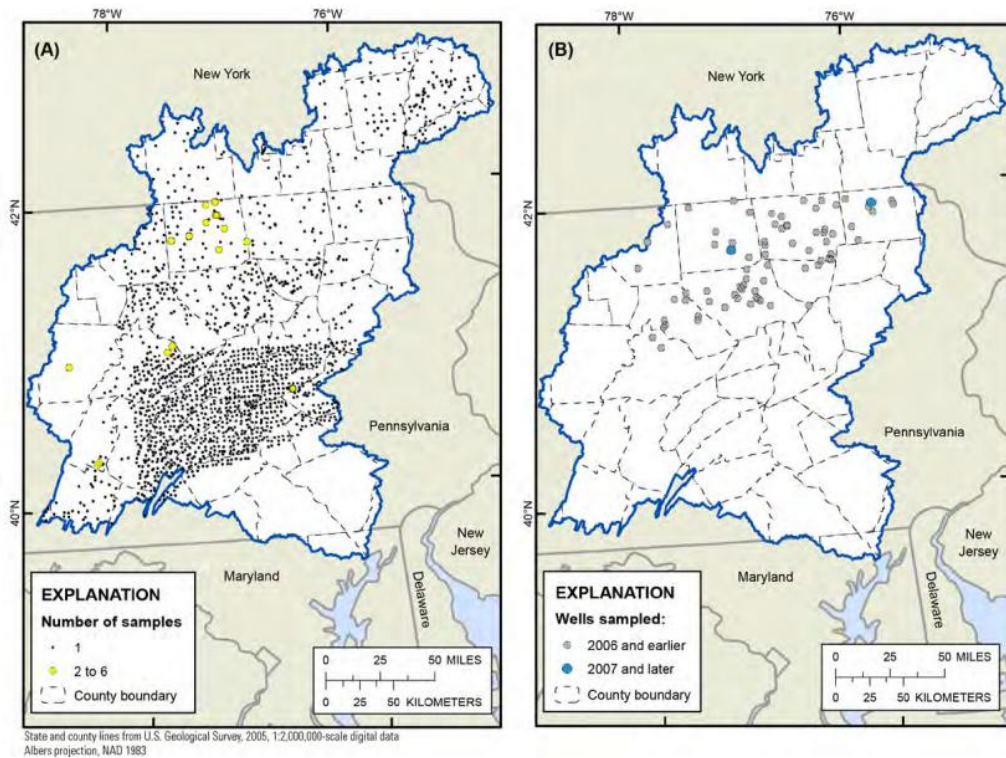 78°W 76°W
(A)
New York
42°N
Pennsylvania
40°N
New
Jersey
Maryland
Delaware
EXPLANATION
Number of samples
1
2 to 6
County boundary
0 25 50 MILES
0 25 50 KILOMETERS
State and county lines from U.S. Geological Survey, 2005, 1:2,000,000-scale digital data
Albers projection, NAD 1983
78°W 76°W
(B)
New York
42°N
Pennsylvania
40°N
New
Jersey
Maryland
Delaware
EXPLANATION
Wells sampled:
2006 and earlier
2007 and later
County boundary
0 25 50 MILES
0 25 50 KILOMETERS